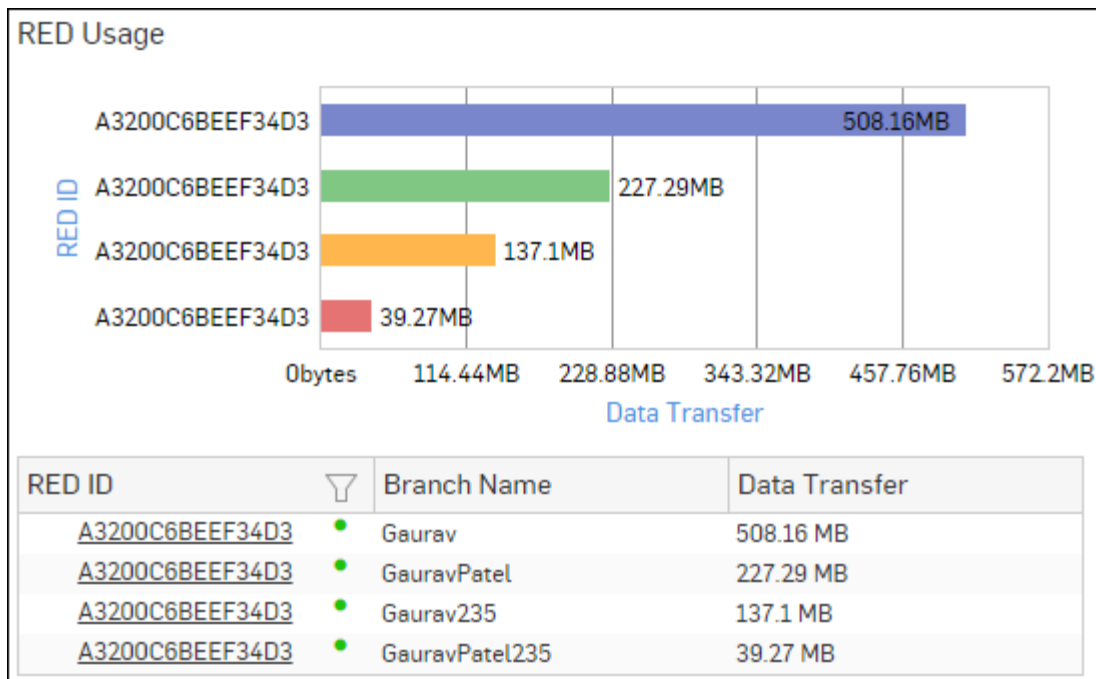 RED Usage
A3200C6BEEF34D3 508.16MB
A3200C6BEEF34D3 227.29MB
RED ID
A3200C6BEEF34D3 137.1MB
A3200C6BEEF34D3 39.27MB
0bytes 114.44MB 228.88MB 343.32MB 457.76MB 572.2MB
Data Transfer
RED ID Branch Name Data Transfer
A3200C6BEEF34D3 Gaurav 508.16 MB
A3200C6BEEF34D3 GauravPatel 227.29 MB
A3200C6BEEF34D3 Gaurav235 137.1 MB
A3200C6BEEF34D3 GauravPatel235 39.27 MB